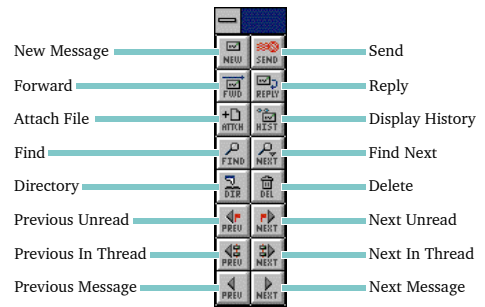 New Message NEW SEND Send
Forward FWD REPLY Reply
Attach File ATTCH HIST Display History
Find FIND NEXT Find Next
Directory DIR DEL Delete
Previous Unread PREV NEXT Next Unread
Previous In Thread PREV NEXT Next In Thread
Previous Message PREV NEXT Next Message